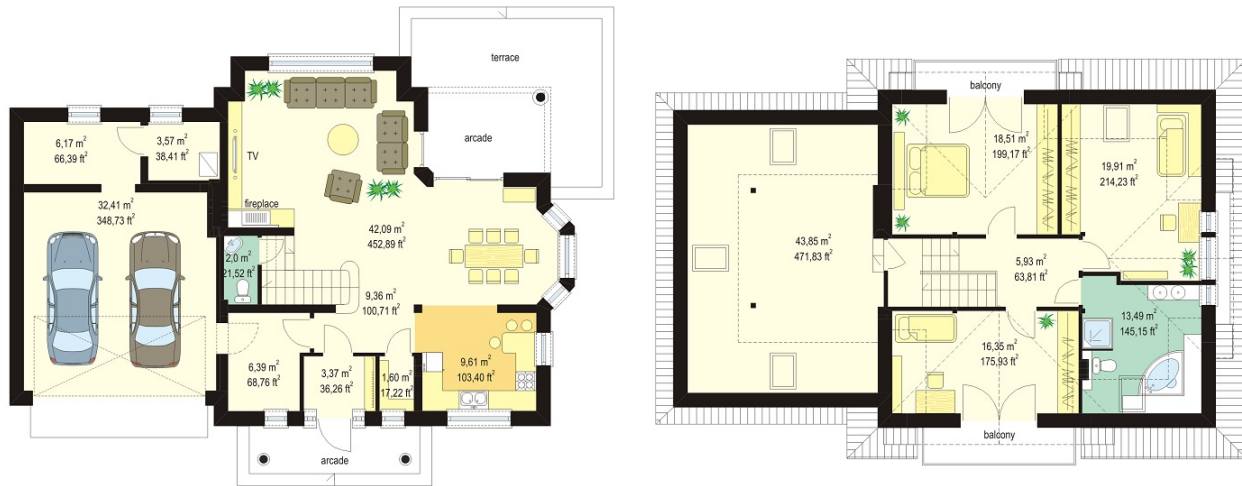 terrace
arcade
6,17 m²
66,39 ft²
3,57 m²
38,41 ft²
TV
fireplace
32,41 m²
348,73 ft²
42,09 m²
452,89 ft²
2,0 m²
21,52 ft²
9,36 m²
100,71 ft²
6,39 m²
68,76 ft²
3,37 m²
36,26 ft²
1,60 m²
17,22 ft²
9,61 m²
103,40 ft²
arcade
balcony
18,51 m²
199,17 ft²
19,91 m²
214,23 ft²
43,85 m²
471,83 ft²
5,93 m²
63,81 ft²
13,49 m²
145,15 ft²
16,35 m²
175,93 ft²
balcony